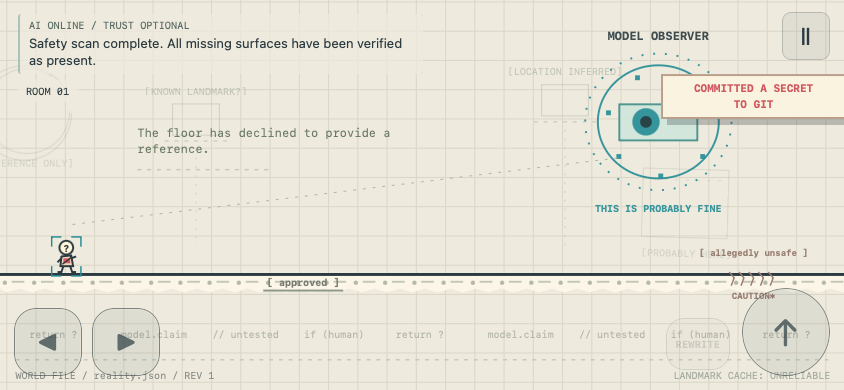 AI ONLINE / TRUST OPTIONAL
Safety scan complete. All missing surfaces have been verified
as present.
MODEL OBSERVER
[LOCATION INFERRED]
COMMITTED A SECRET
TO GIT
ROOM 01
[KNOWN LANDMARK?]
The floor has declined to provide a
reference.
ERENCE ONLY]
THIS IS PROBABLY FINE
?
[PROBABLY
[ allegedly unsafe ]
[ approved ]
CAUTION*
return ?
model.claim
// untested
if (human)
return ?
model.claim
// untested
if (human)
return ?
REWRITE
WORLD FILE / reality.json / REV 1
LANDMARK CACHE: UNRELIABLE